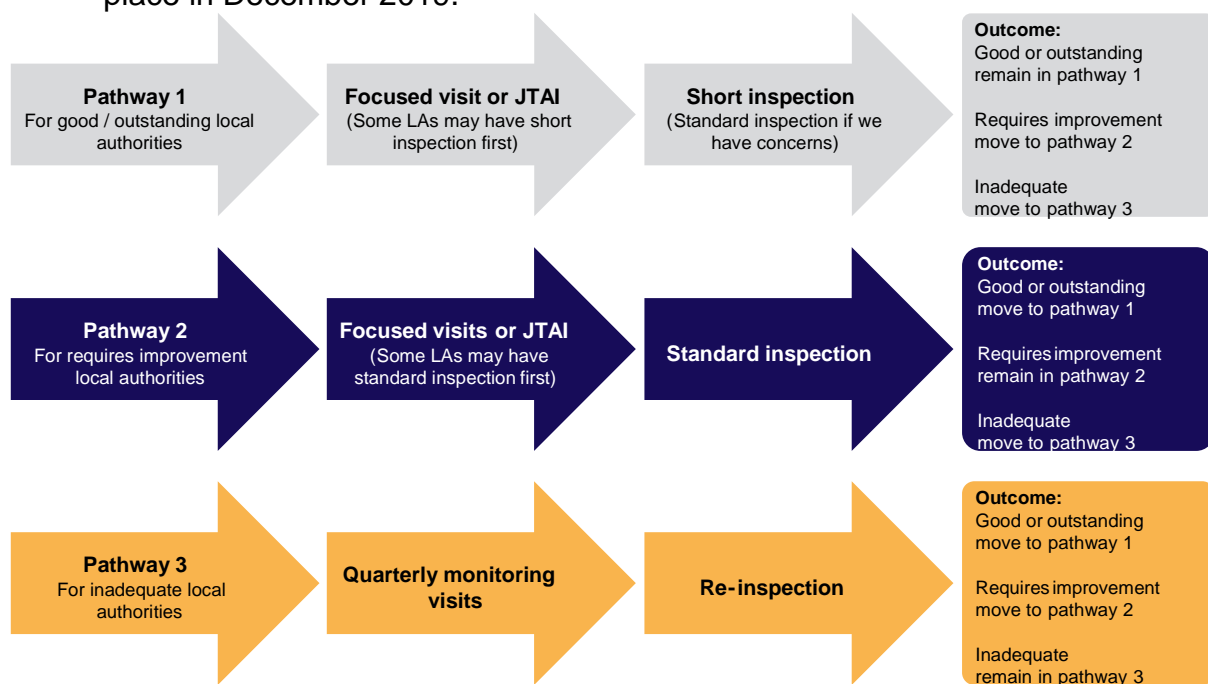 Pathway 1
For good / outstanding local
authorities
Focused visit or JTAI
(Some LAs may have short
inspection first)
Short inspection
(Standard inspection if we
have concerns)
Outcome:
Good or outstanding
remain in pathway 1
Requires improvement
move to pathway 2
Inadequate
move to pathway 3
Pathway 2
For requires improvement
local authorities
Focused visits or JTAI
(Some LAs may have
standard inspection first)
Standard inspection
Outcome:
Good or outstanding
move to pathway 1
Requires improvement
remain in pathway 2
Inadequate
move to pathway 3
Pathway 3
For inadequate local
authorities
Quarterly monitoring
visits
Re-inspection
Outcome:
Good or outstanding
move to pathway 1
Requires improvement
move to pathway 2
Inadequate
remain in pathway 3